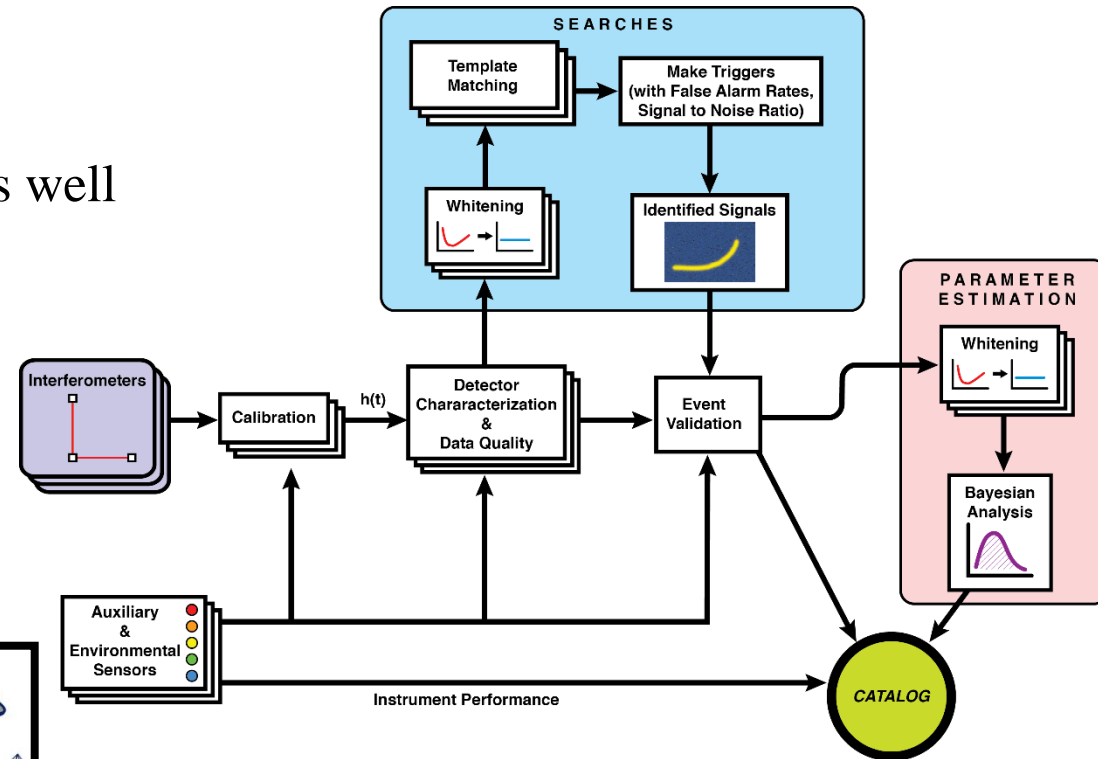 SEARCHES
Template
Matching
Make Triggers
(with False Alarm Rates,
Signal to Noise Ratio)
s well
Whitening
Identified Signals
PARAMETER
ESTIMATION
Whitening
Interferometers
Calibration
h(t)
Detector
Chararacterization
&
Data Quality
Event
Validation
Bayesian
Analysis
Auxiliary
&
Environmental
Sensors
Instrument Performance
CATALOG